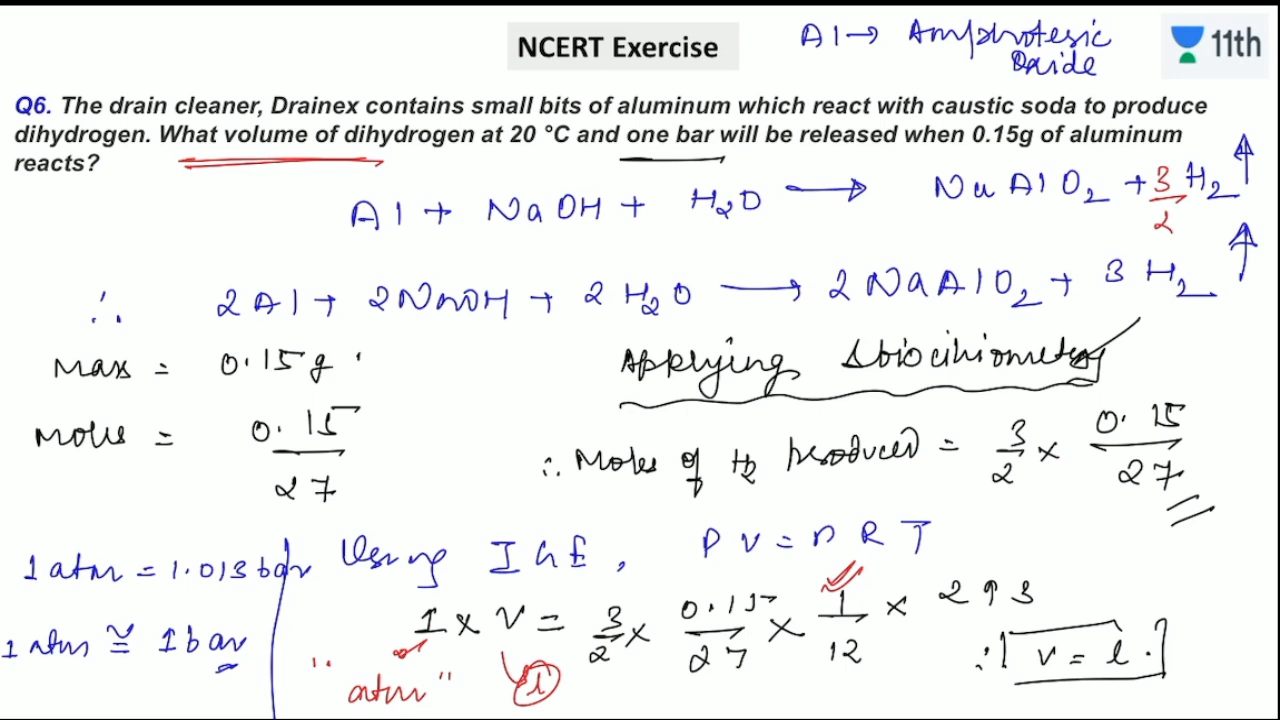 NCERT Exercise
Al → Amphoteric Oxide
11th
Q6. The drain cleaner, Drainex contains small bits of aluminum which react with caustic soda to produce
dihydrogen. What volume of dihydrogen at 20 °C and one bar will be released when 0.15g of aluminum
reacts?
Al + NaOH + H₂O → NaAlO₂ + 3/2 H₂ ↑
∴ 2Al + 2NaOH + 2H₂O → 2NaAlO₂ + 3H₂ ↑
Mass = 0.15g
Applying Stoichiometry
Moles = 0.15/27
∴ Moles of H₂ produced = 3/2 × 0.15/27
1 atm = 1.013 bar
Using IGE, PV = nRT
1 × V = 3/2 × 0.15/27 × 1/12 × 293
1 atm ≅ 1 bar
"atm"
l
∴ V = l.